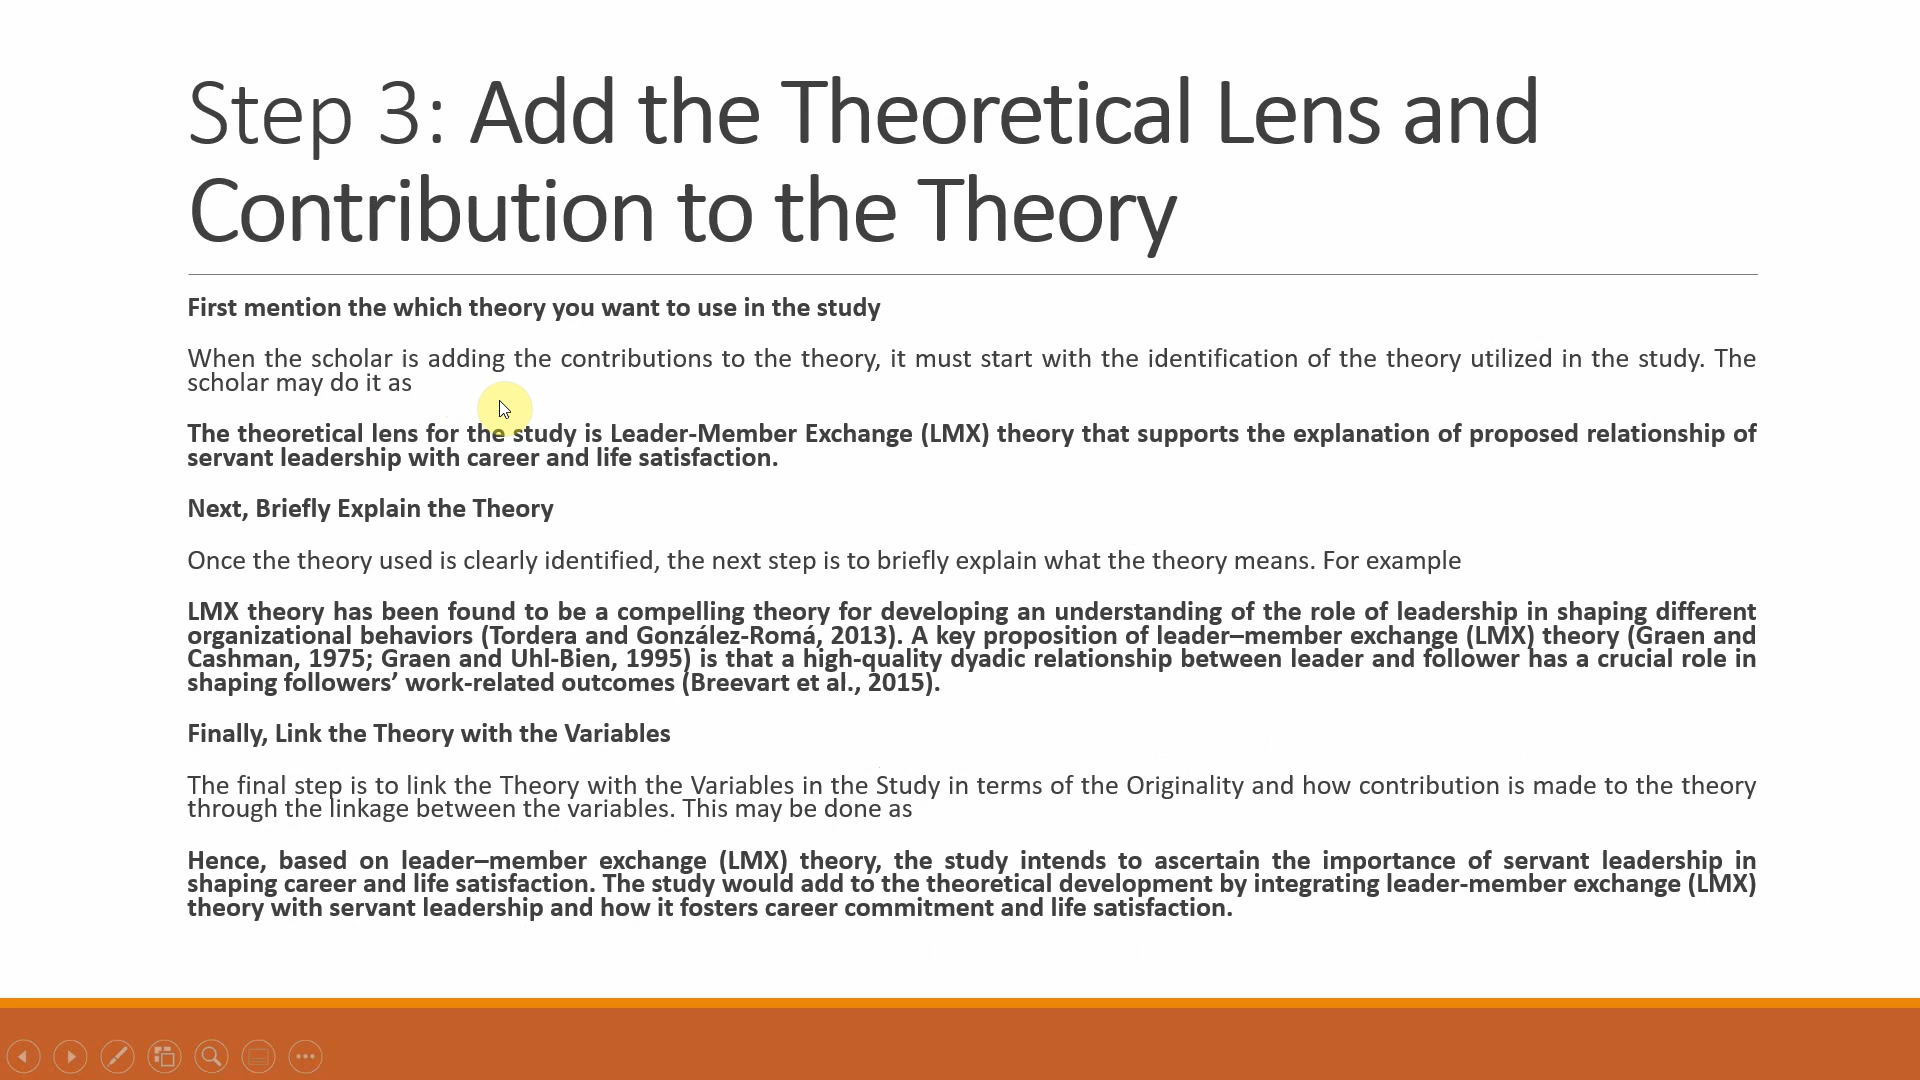 Step 3: Add the Theoretical Lens and
Contribution to the Theory
First mention the which theory you want to use in the study
When the scholar is adding the contributions to the theory, it must start with the identification of the theory utilized in the study. The
scholar may do it as
The theoretical lens for the study is Leader-Member Exchange (LMX) theory that supports the explanation of proposed relationship of
servant leadership with career and life satisfaction.
Next, Briefly Explain the Theory
Once the theory used is clearly identified, the next step is to briefly explain what the theory means. For example
LMX theory has been found to be a compelling theory for developing an understanding of the role of leadership in shaping different
organizational behaviors (Tordera and González-Romá, 2013). A key proposition of leader–member exchange (LMX) theory (Graen and
Cashman, 1975; Graen and Uhl-Bien, 1995) is that a high-quality dyadic relationship between leader and follower has a crucial role in
shaping followers’ work-related outcomes (Breevart et al., 2015).
Finally, Link the Theory with the Variables
The final step is to link the Theory with the Variables in the Study in terms of the Originality and how contribution is made to the theory
through the linkage between the variables. This may be done as
Hence, based on leader–member exchange (LMX) theory, the study intends to ascertain the importance of servant leadership in
shaping career and life satisfaction. The study would add to the theoretical development by integrating leader-member exchange (LMX)
theory with servant leadership and how it fosters career commitment and life satisfaction.